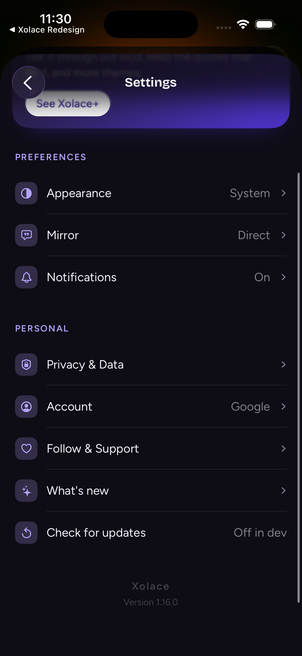 11:30
◀ Xolace Redesign
Settings
See Xolace+
PREFERENCES
Appearance System
Mirror Direct
Notifications On
PERSONAL
Privacy & Data
Account Google
Follow & Support
What's new
Check for updates Off in dev
Xolace
Version 1.16.0